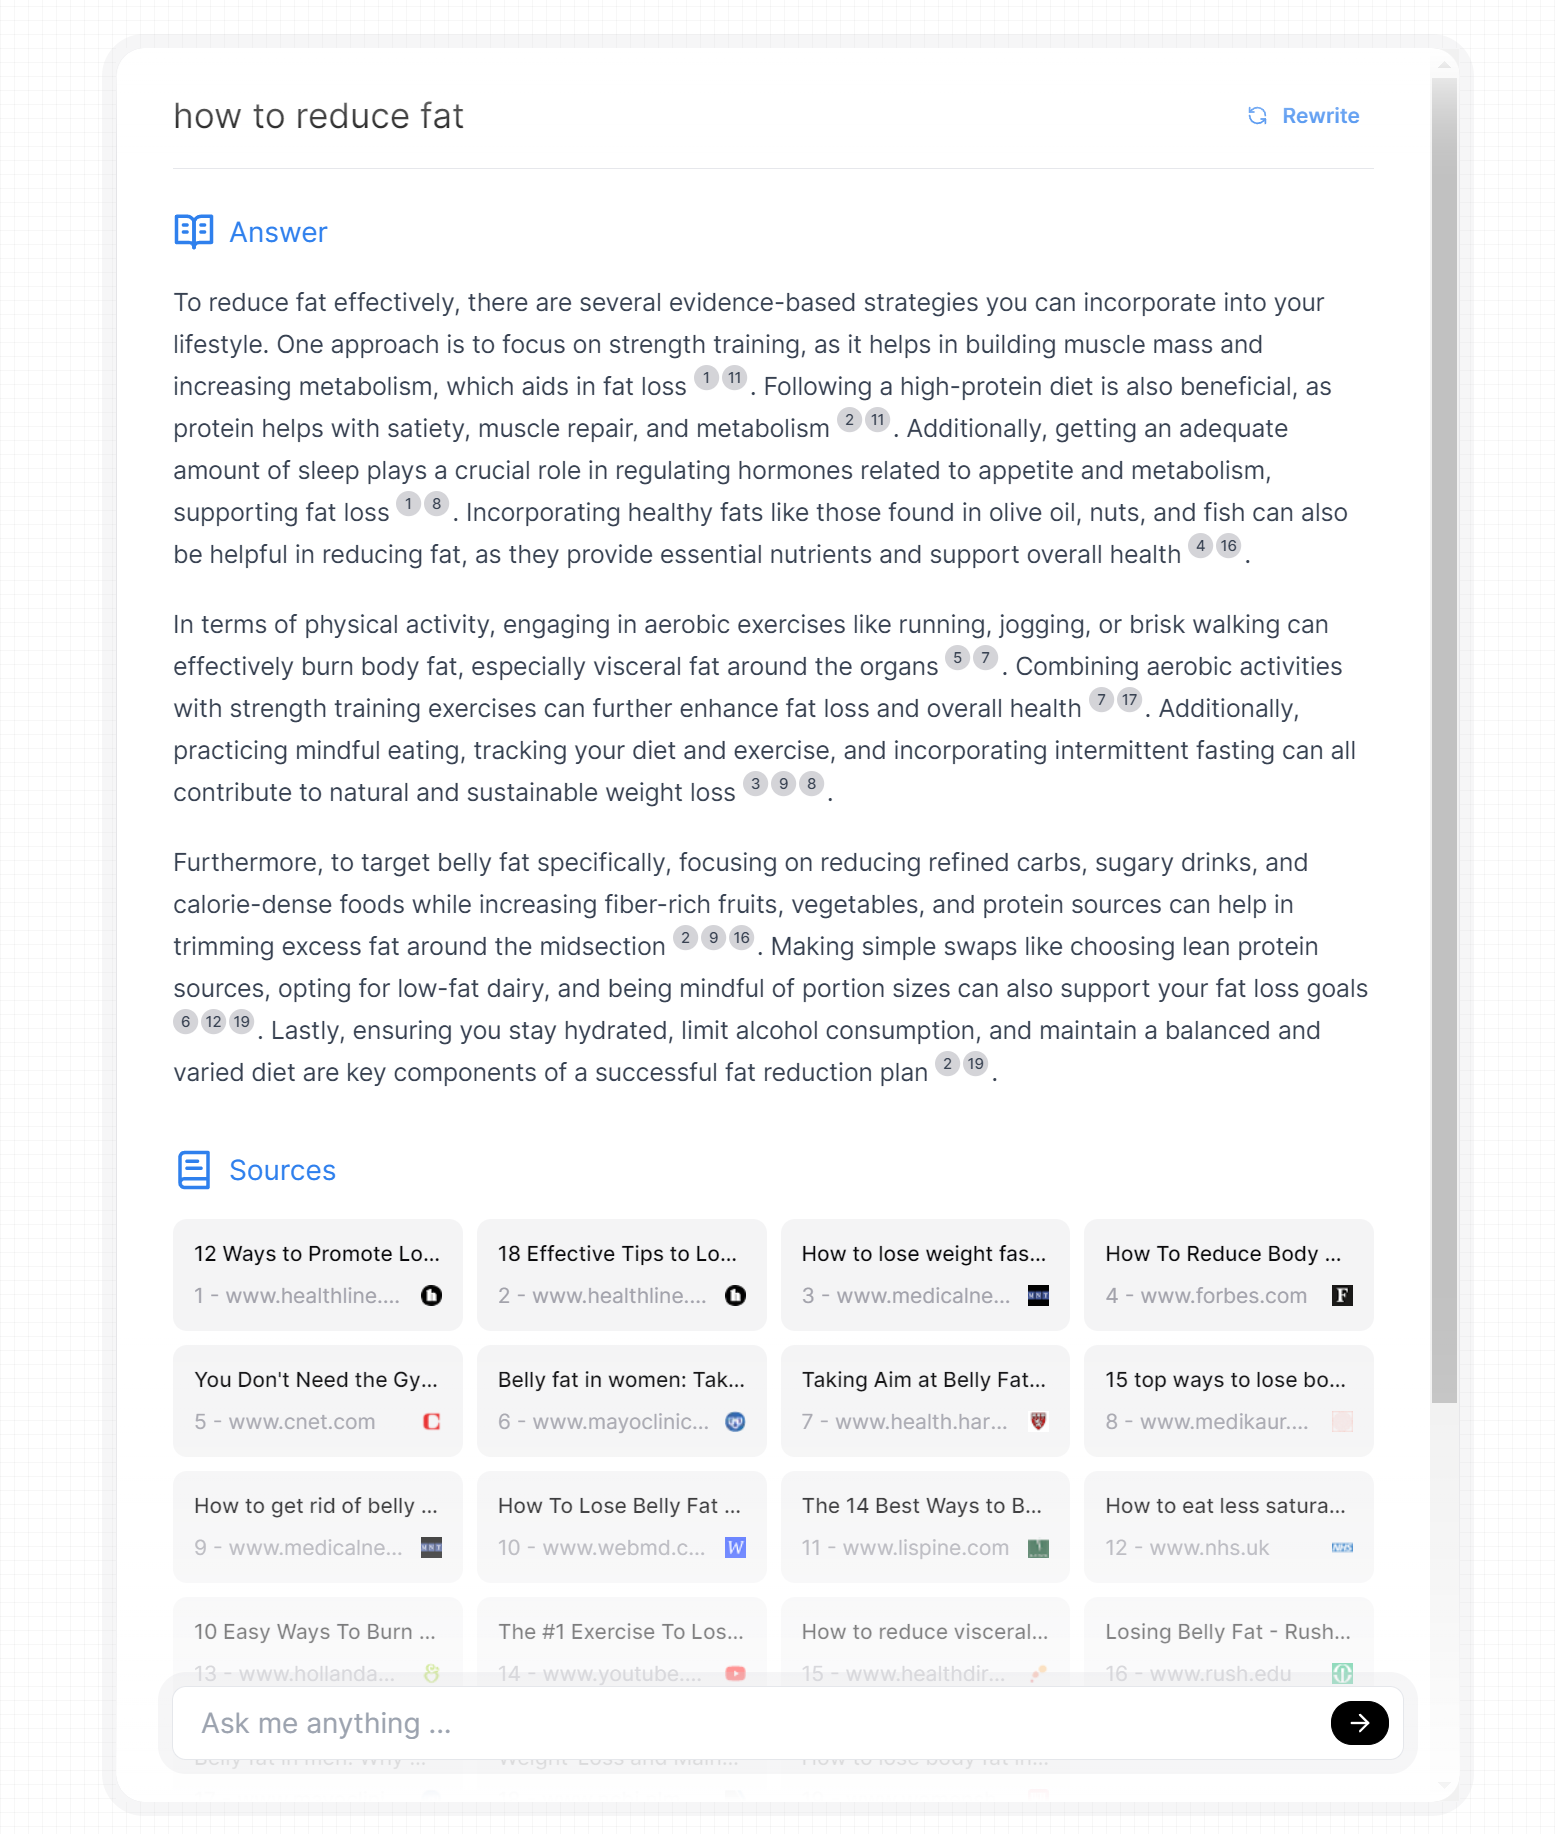 how to reduce fat
Rewrite
Answer
To reduce fat effectively, there are several evidence-based strategies you can incorporate into your
lifestyle. One approach is to focus on strength training, as it helps in building muscle mass and
increasing metabolism, which aids in fat loss 1 11 . Following a high-protein diet is also beneficial, as
protein helps with satiety, muscle repair, and metabolism 2 11 . Additionally, getting an adequate
amount of sleep plays a crucial role in regulating hormones related to appetite and metabolism,
supporting fat loss 1 8 . Incorporating healthy fats like those found in olive oil, nuts, and fish can also
be helpful in reducing fat, as they provide essential nutrients and support overall health 4 16 .
In terms of physical activity, engaging in aerobic exercises like running, jogging, or brisk walking can
effectively burn body fat, especially visceral fat around the organs 5 7 . Combining aerobic activities
with strength training exercises can further enhance fat loss and overall health 7 17 . Additionally,
practicing mindful eating, tracking your diet and exercise, and incorporating intermittent fasting can all
contribute to natural and sustainable weight loss 3 9 8 .
Furthermore, to target belly fat specifically, focusing on reducing refined carbs, sugary drinks, and
calorie-dense foods while increasing fiber-rich fruits, vegetables, and protein sources can help in
trimming excess fat around the midsection 2 9 16 . Making simple swaps like choosing lean protein
sources, opting for low-fat dairy, and being mindful of portion sizes can also support your fat loss goals
6 12 19 . Lastly, ensuring you stay hydrated, limit alcohol consumption, and maintain a balanced and
varied diet are key components of a successful fat reduction plan 2 19 .
Sources
12 Ways to Promote Lo...
1 - www.healthline....
18 Effective Tips to Lo...
2 - www.healthline....
How to lose weight fas...
3 - www.medicalne...
MNT
How To Reduce Body ...
4 - www.forbes.com
F
You Don't Need the Gy...
5 - www.cnet.com
Belly fat in women: Tak...
6 - www.mayoclinic...
Taking Aim at Belly Fat...
7 - www.health.har...
15 top ways to lose bo...
8 - www.medikaur....
How to get rid of belly ...
9 - www.medicalne...
MNT
How To Lose Belly Fat ...
10 - www.webmd.c...
W
The 14 Best Ways to B...
11 - www.lispine.com
How to eat less satura...
12 - www.nhs.uk
NHS
10 Easy Ways To Burn ...
13 - www.hollanda...
The #1 Exercise To Los...
14 - www.youtube....
How to reduce visceral...
15 - www.healthdir...
Losing Belly Fat - Rush...
16 - www.rush.edu
Ask me anything ...
Belly fat in men: Why ...
Weight-Loss and Main...
How to lose body fat in...